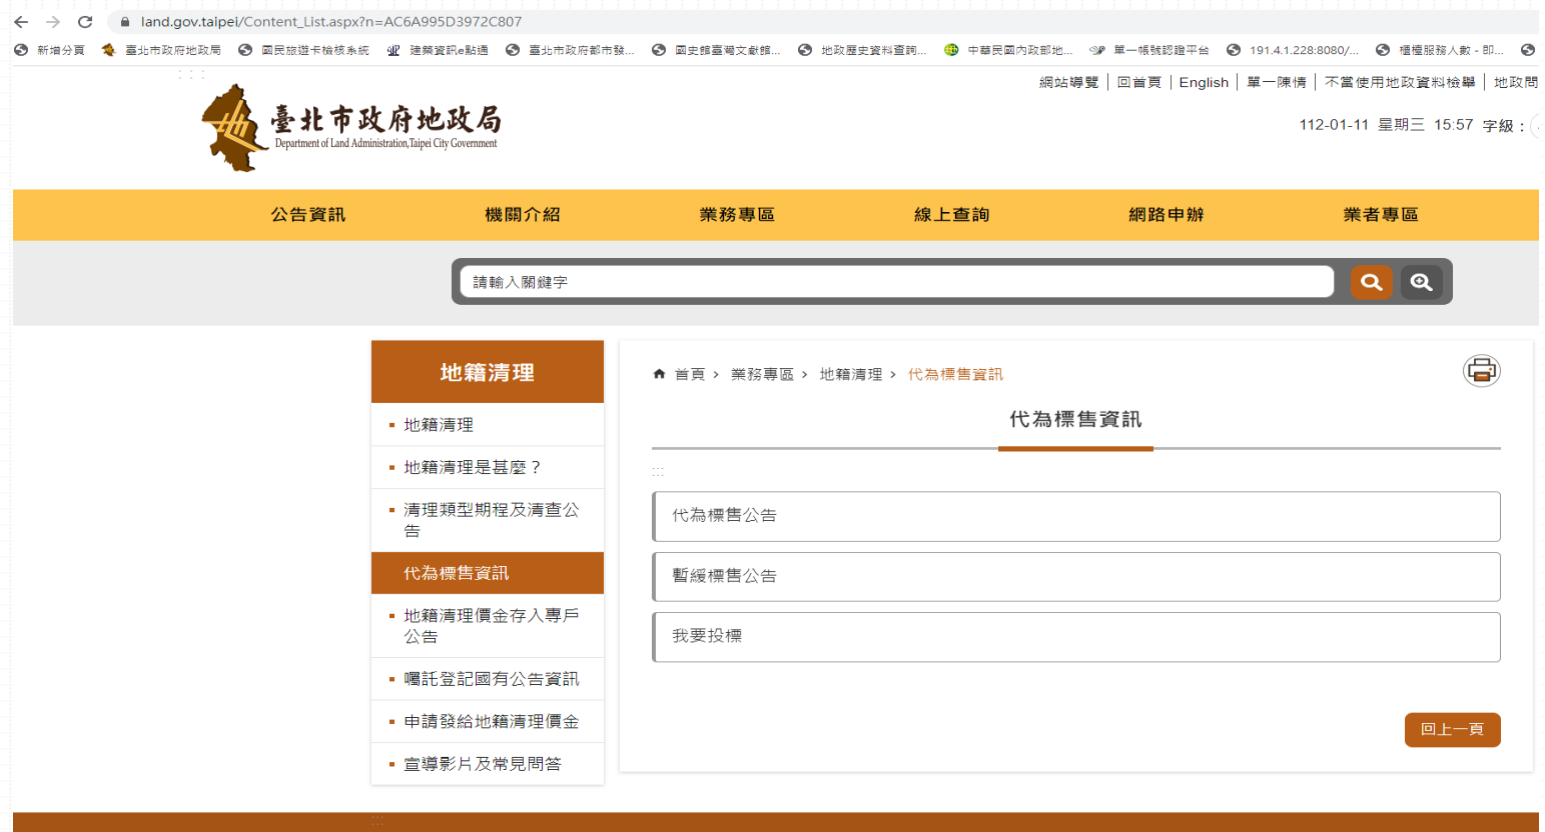 land.gov.taipei/Content_List.aspx?n=AC6A995D3972C807
新增分頁 臺北市政府地政局 國民旅遊卡檢核系統 建築資訊e點通 臺北市政府都市發... 國史館臺灣文獻館... 地政歷史資料查詢... 中華民國內政部地... 單一帳號認證平台 191.4.1.228:8080/... 櫃檯服務人數 - 即...
:::
網站導覽 | 回首頁 | English | 單一陳情 | 不當使用地政資料檢舉 | 地政問
臺北市政府地政局
Department of Land Administration,Taipei City Government
112-01-11 星期三 15:57 字級：
公告資訊 機關介紹 業務專區 線上查詢 網路申辦 業者專區
請輸入關鍵字
地籍清理
地籍清理
地籍清理是甚麼？
清理類型期程及清查公
告
代為標售資訊
地籍清理價金存入專戶
公告
囑託登記國有公告資訊
申請發給地籍清理價金
宣導影片及常見問答
首頁 › 業務專區 › 地籍清理 › 代為標售資訊
代為標售資訊
:::
代為標售公告
暫緩標售公告
我要投標
回上一頁
:::